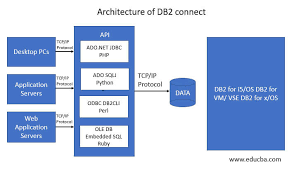 Architecture of DB2 connect
Desktop PCs
Application
Servers
Web
Application
Servers
TCP/IP
Protocol
TCP/IP
Protocol
TCP/IP
Protocol
API
ADO.NET JDBC
PHP
ADO SQLI
Python
ODBC DB2CLI
Perl
OLE DB
Embedded SQL
Ruby
TCP/IP
Protocol
DATA
DB2 for i5/OS DB2 for
VM/ VSE DB2 for x/OS
www.educba.com